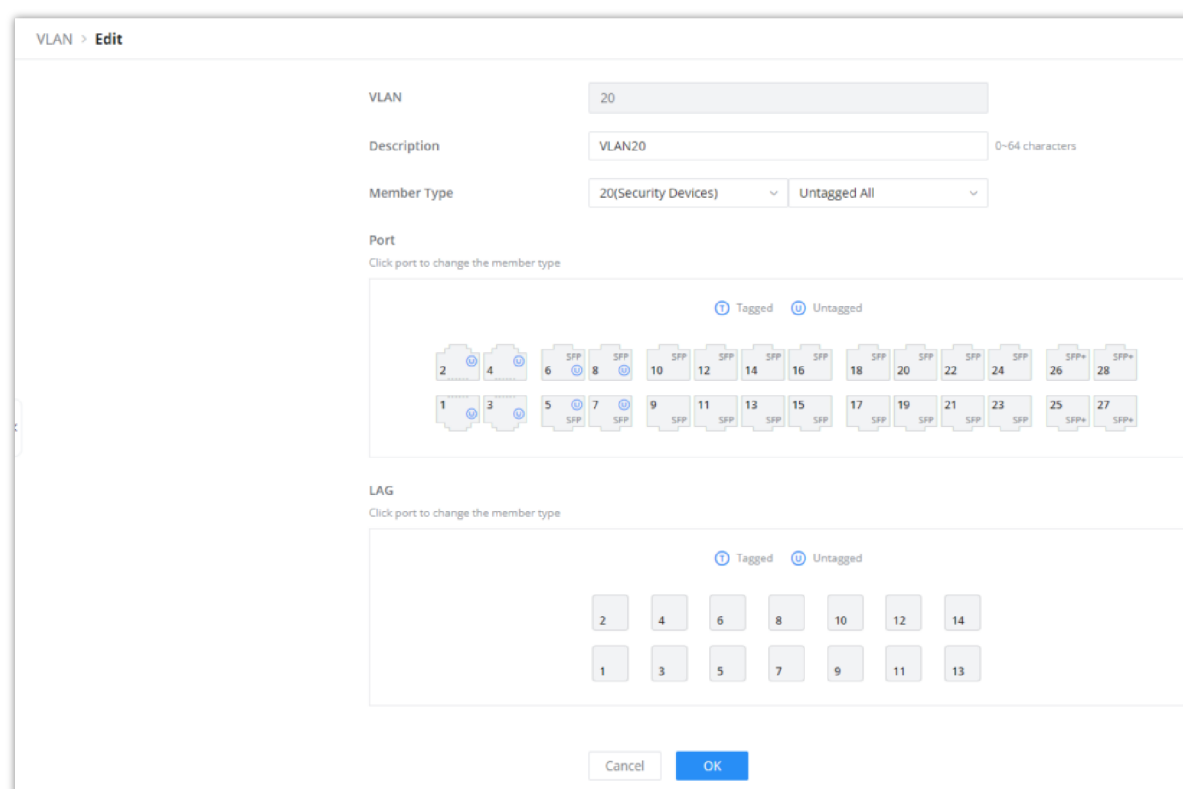 VLAN > Edit
VLAN 20
Description VLAN20 0~64 characters
Member Type 20(Security Devices) Untagged All
Port
Click port to change the member type
T Tagged U Untagged
SFP SFP SFP SFP SFP SFP SFP SFP SFP SFP SFP+ SFP+
2 U 4 U 6 U 8 U 10 12 14 16 18 20 22 24 26 28
1 U 3 U 5 U 7 U 9 11 13 15 17 19 21 23 25 27
SFP SFP SFP SFP SFP SFP SFP SFP SFP SFP SFP+ SFP+
LAG
Click port to change the member type
T Tagged U Untagged
2 4 6 8 10 12 14
1 3 5 7 9 11 13
Cancel OK